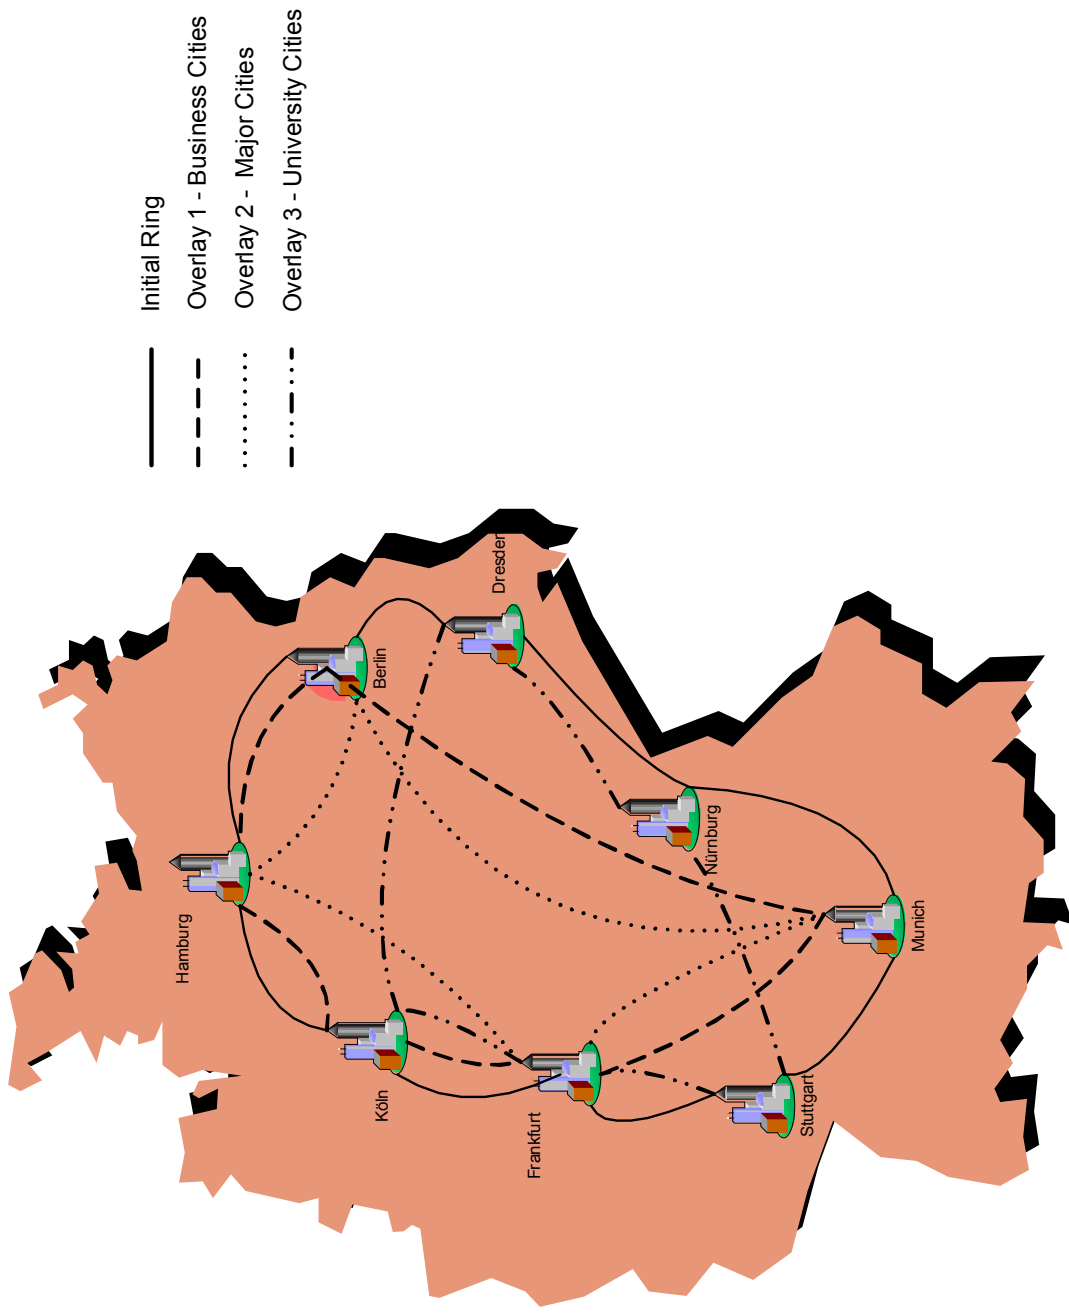 Initial Ring
Overlay 1 - Business Cities
Overlay 2 - Major Cities
Overlay 3 - University Cities
Hamburg
Berlin
Dresden
Köln
Frankfurt
Nürnburg
Stuttgart
Munich